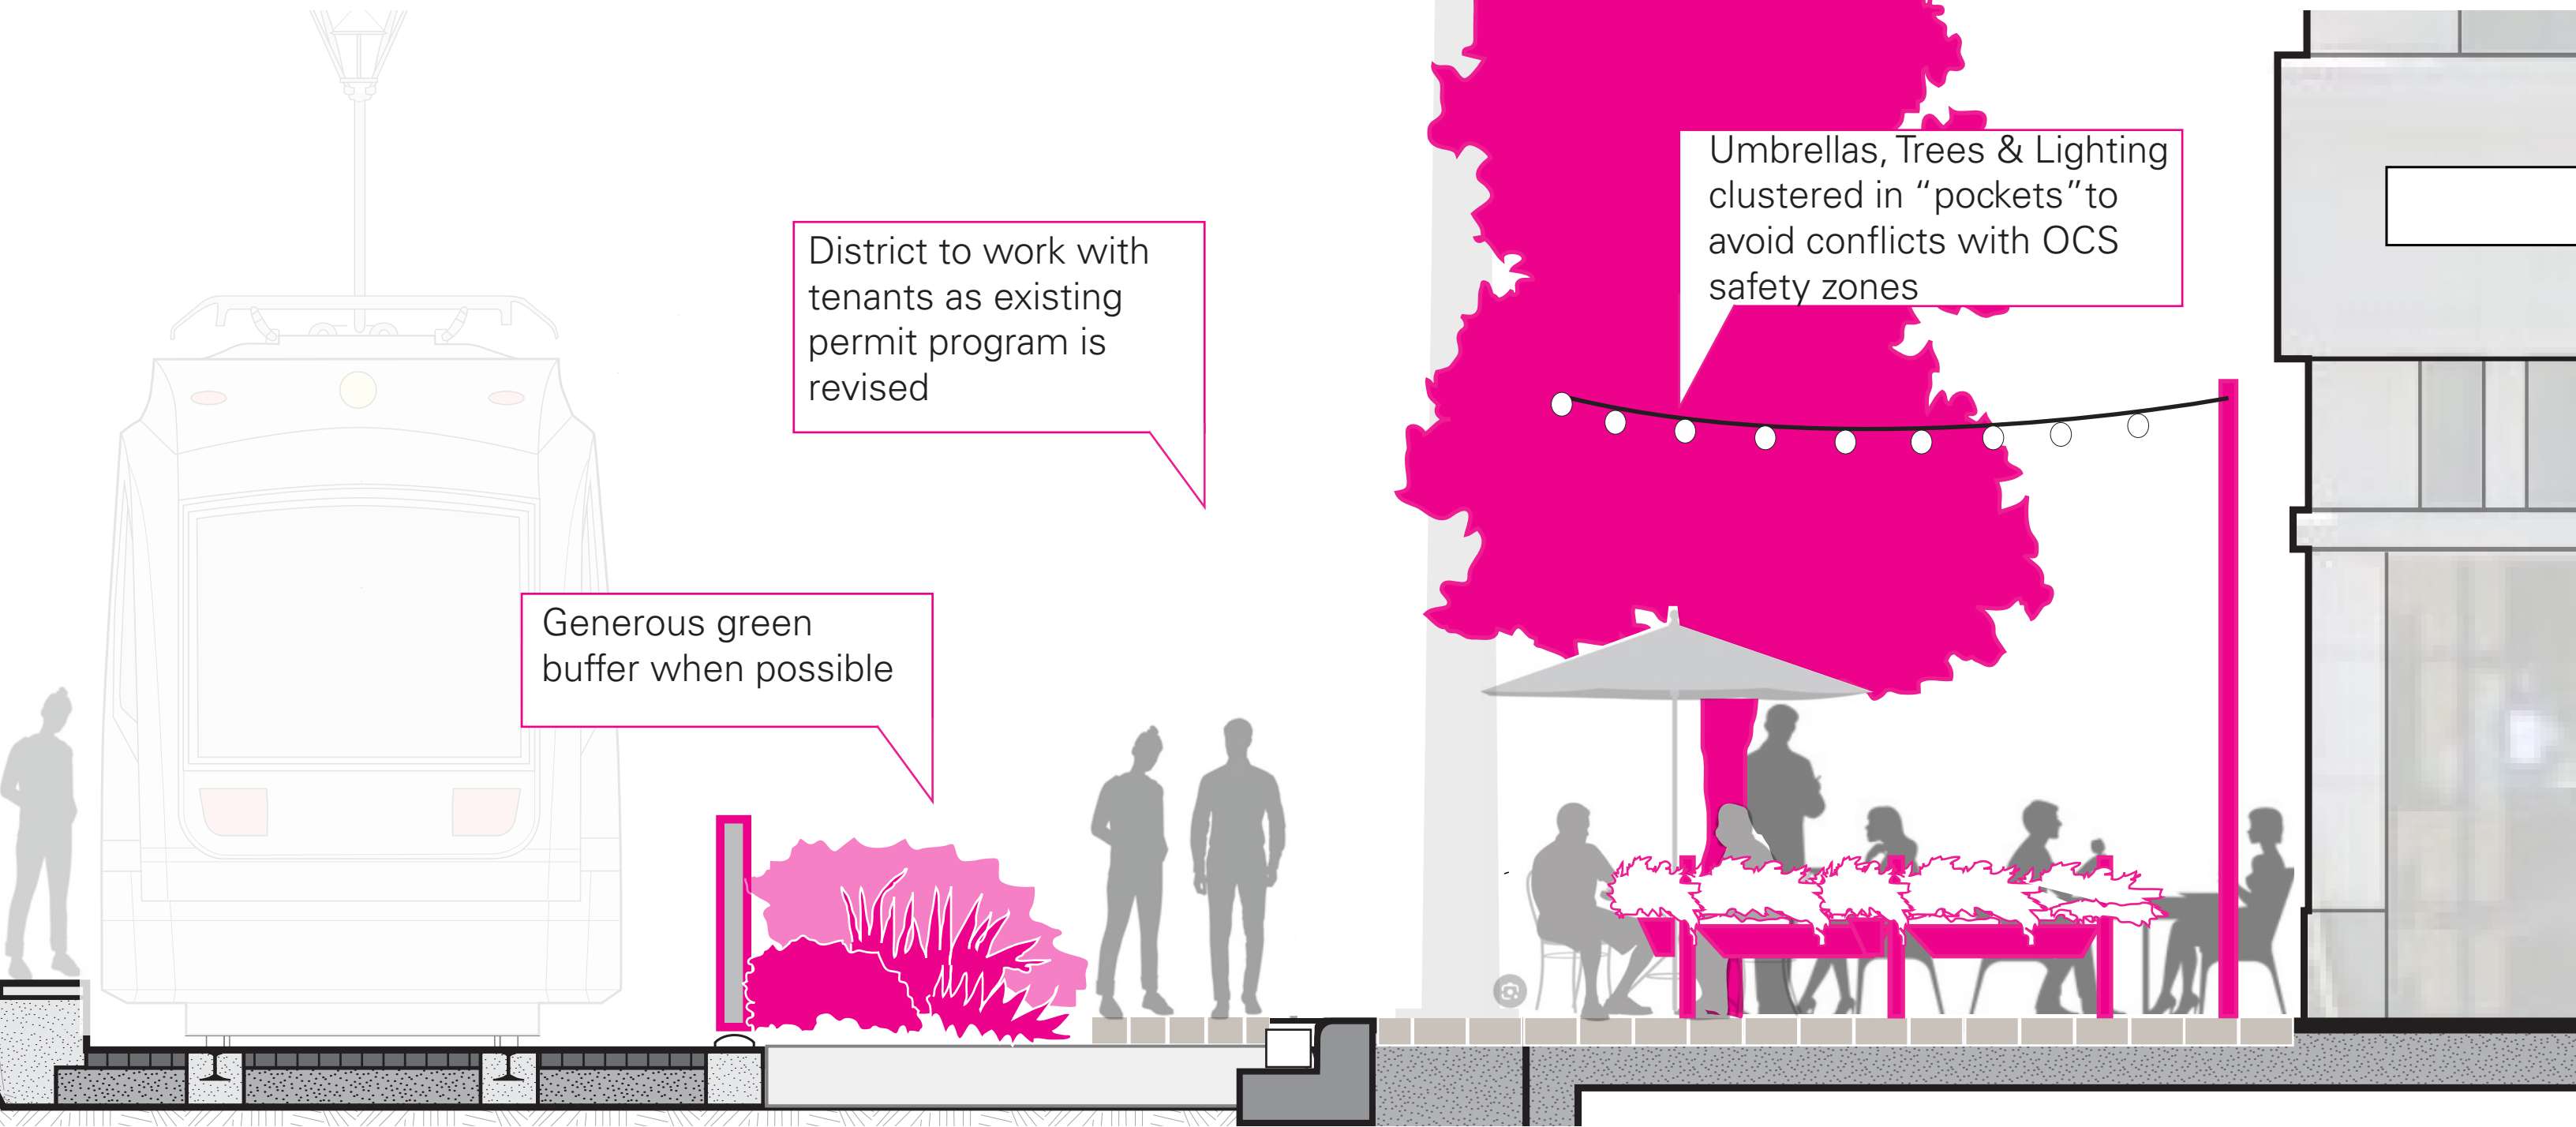 Umbrellas, Trees & Lighting
clustered in “pockets”to
avoid conflicts with OCS
safety zones
District to work with
tenants as existing
permit program is
revised
Generous green
buffer when possible